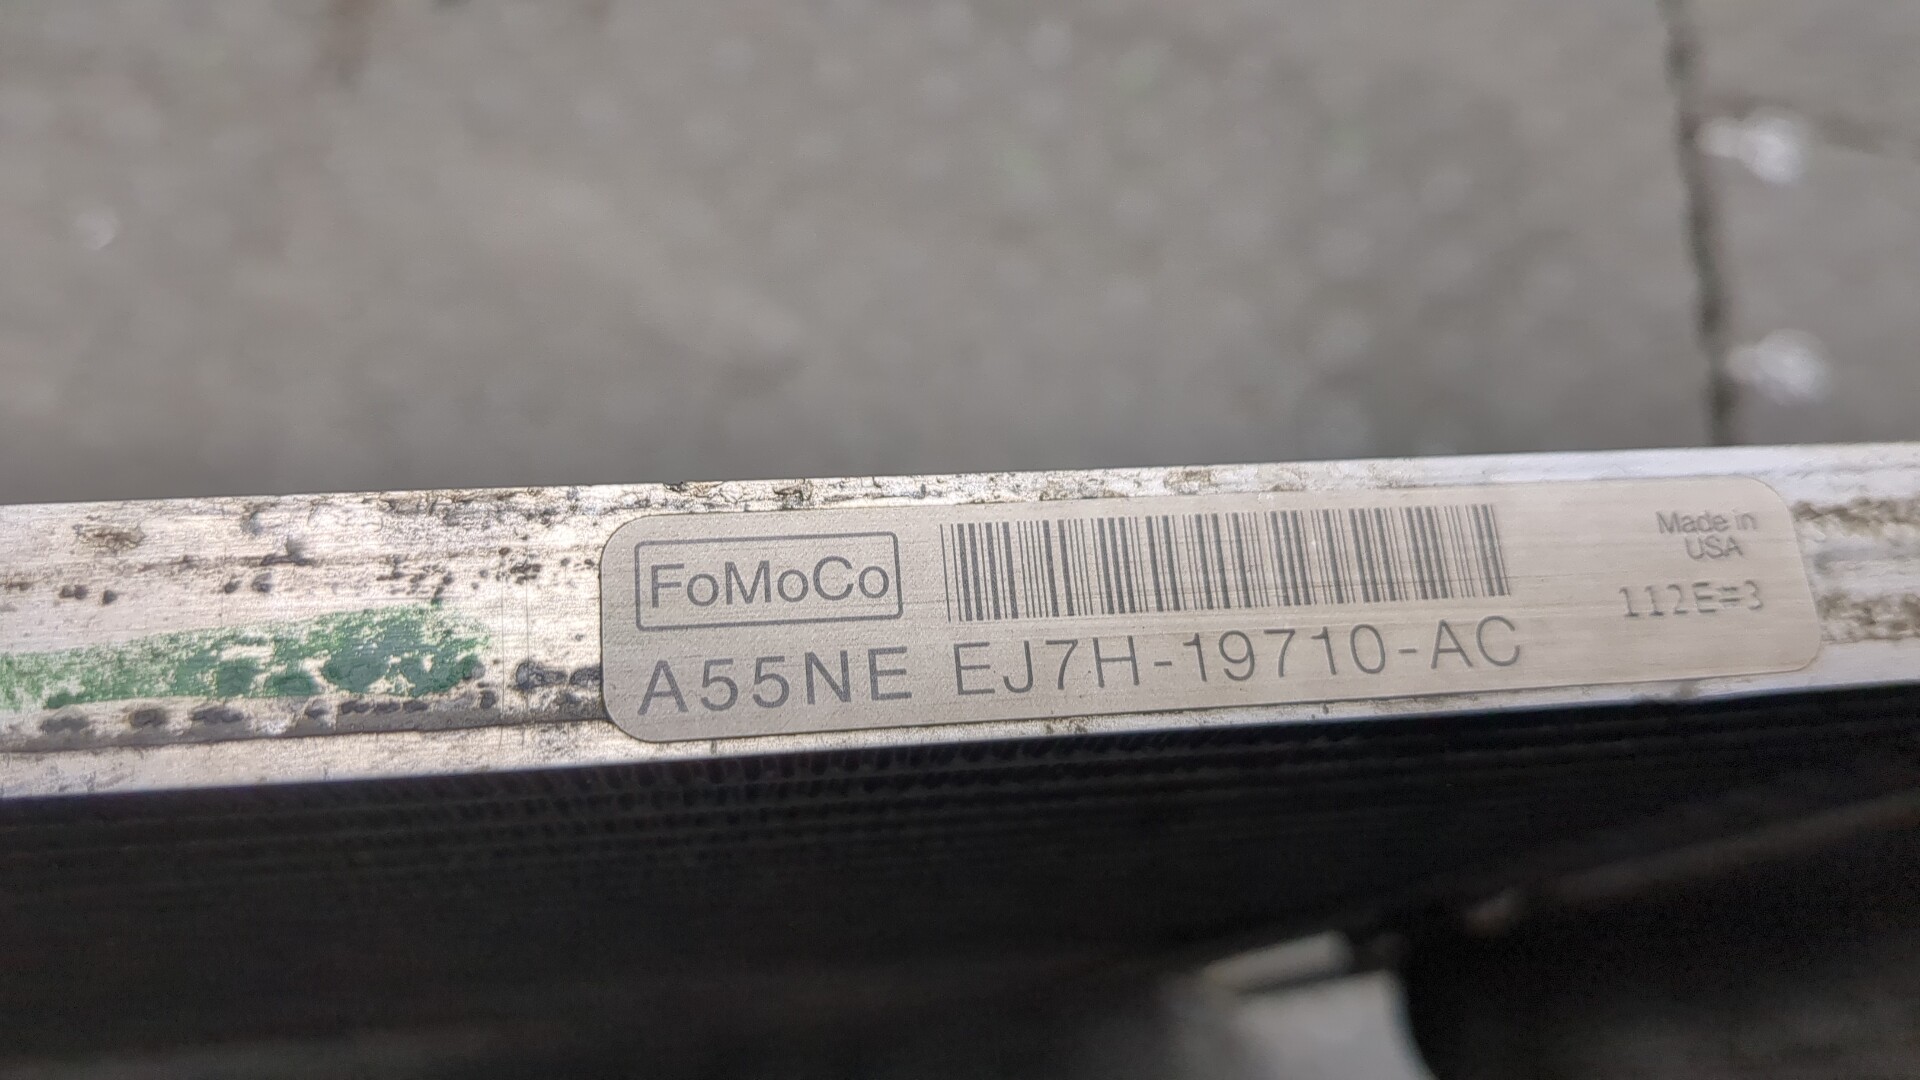 FoMoCo
Made in
USA
112E=3
A55NE EJ7H-19710-AC